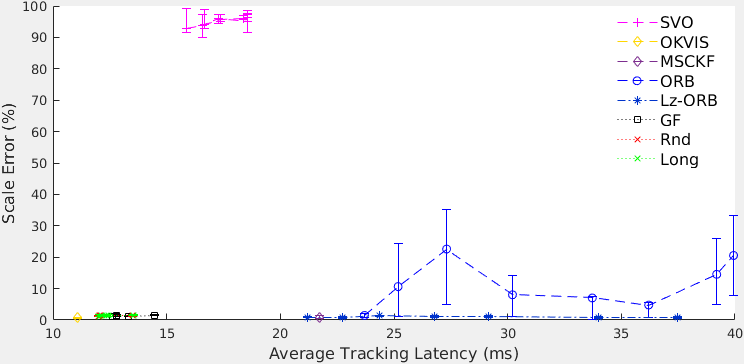 100
90
80
70
60
50
40
30
20
10
0
Scale Error (%)
10 15 20 25 30 35 40
Average Tracking Latency (ms)
SVO
OKVIS
MSCKF
ORB
Lz-ORB
GF
Rnd
Long